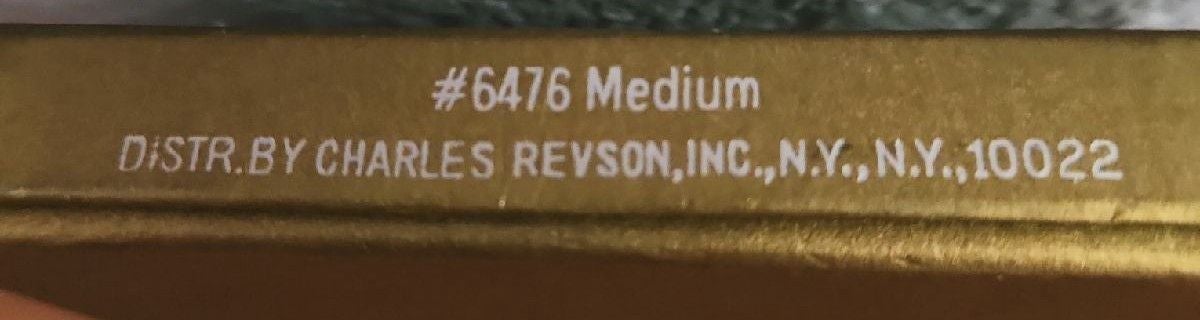 #6476 Medium
DiSTR.BY CHARLES REVSON,INC.,N.Y.,N.Y.,10022